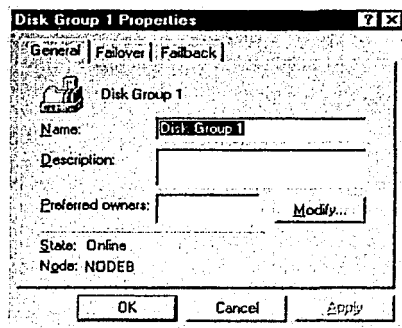 Disk Group 1 Properties ? X
General Failover Failback
Disk Group 1
Name: Disk Group 1
Description:
Preferred owners: Modify...
State: Online
Node: NODEB
OK Cancel Apply